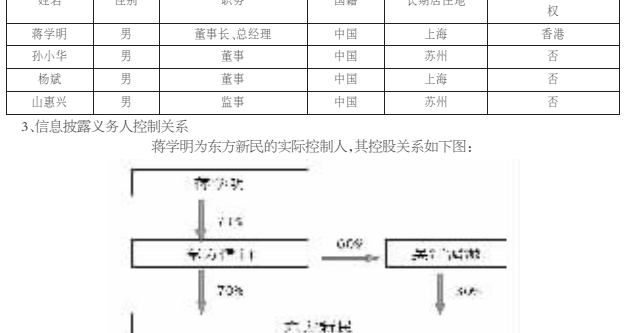 姓名 性别 职务 国籍 长期居住地
权
蒋学明 男 董事长、总经理 中国 上海 香港
孙小华 男 董事 中国 苏州 否
杨斌 男 董事 中国 上海 否
山惠兴 男 监事 中国 苏州 否
3、信息披露义务人控制关系
蒋学明为东方新民的实际控制人,其控股关系如下图:
蒋学明
71%
60%
70%
30%
东方新民